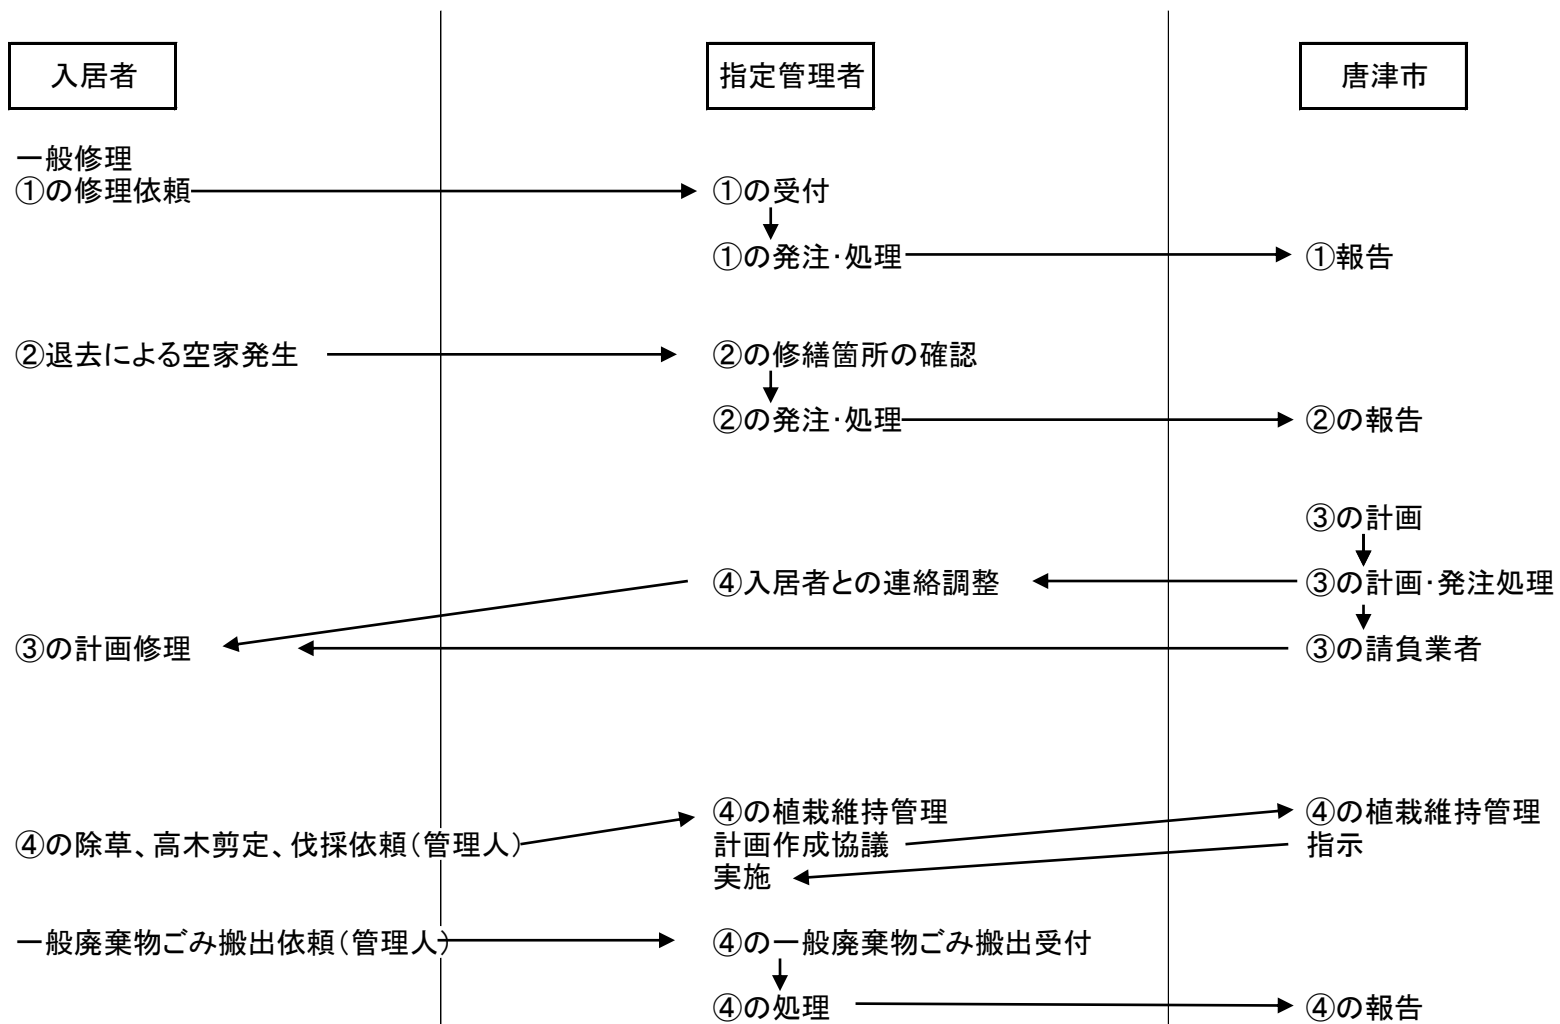 入居者
指定管理者
唐津市
一般修理
①の修理依頼
①の受付
①の発注・処理
①報告
②退去による空家発生
②の修繕箇所の確認
②の発注・処理
②の報告
③の計画
④入居者との連絡調整
③の計画・発注処理
③の計画修理
③の請負業者
④の除草、高木剪定、伐採依頼(管理人)
④の植栽維持管理
計画作成協議
実施
④の植栽維持管理
指示
一般廃棄物ごみ搬出依頼(管理人)
④の一般廃棄物ごみ搬出受付
④の処理
④の報告